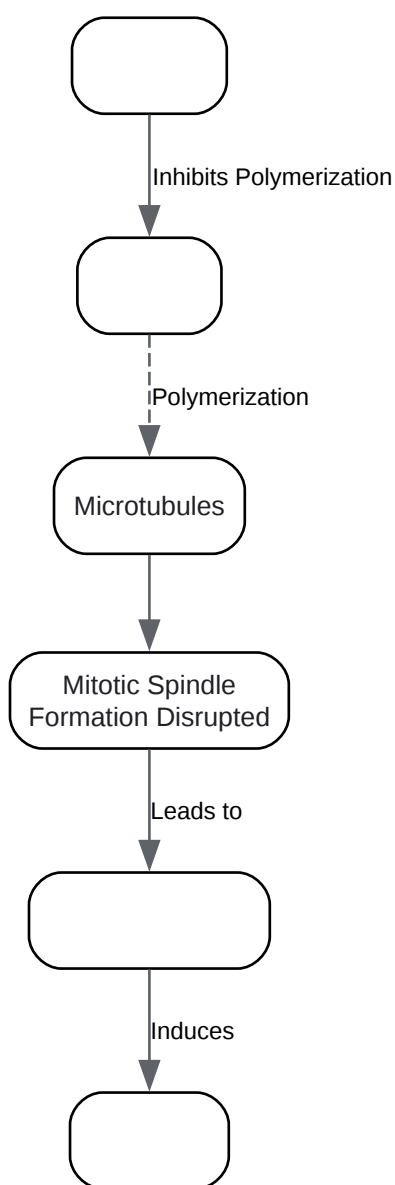 Inhibits Polymerization
Polymerization
Microtubules
Mitotic Spindle
Formation Disrupted
Leads to
Induces